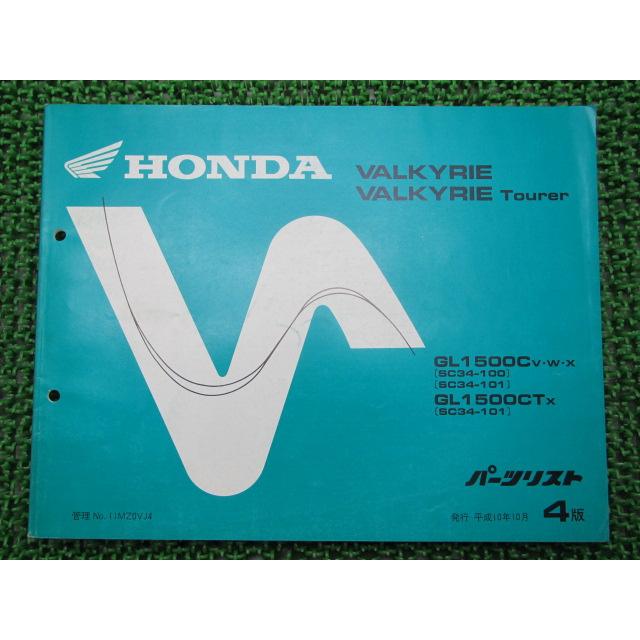 HONDA
VALKYRIE
VALKYRIE Tourer
GL1500CV・W・X
[SC34-100]
[SC34-101]
GL1500CTX
[SC34-101]
パーツリスト
管理 No.11MZ0VJ4
発行 平成10年10月 4版